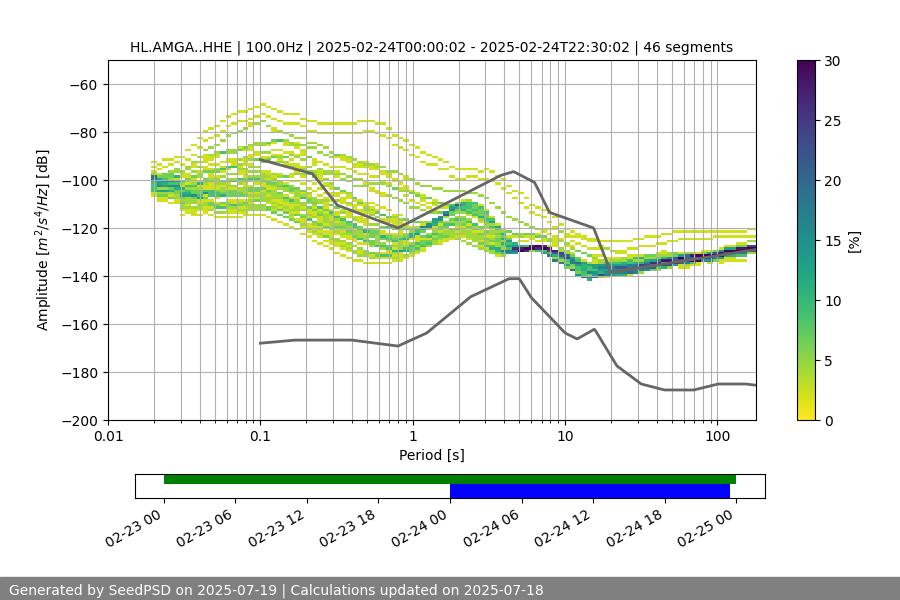 HL.AMGA..HHE | 100.0Hz | 2025-02-24T00:00:02 - 2025-02-24T22:30:02 | 46 segments
Amplitude [m²/s⁴/Hz] [dB]
−60
−80
−100
−120
−140
−160
−180
−200
0.01 0.1 1 10 100
Period [s]
30
25
20
15
10
5
0
[%]
02-23 00 02-23 06 02-23 12 02-23 18 02-24 00 02-24 06 02-24 12 02-24 18 02-25 00
Generated by SeedPSD on 2025-07-19 | Calculations updated on 2025-07-18